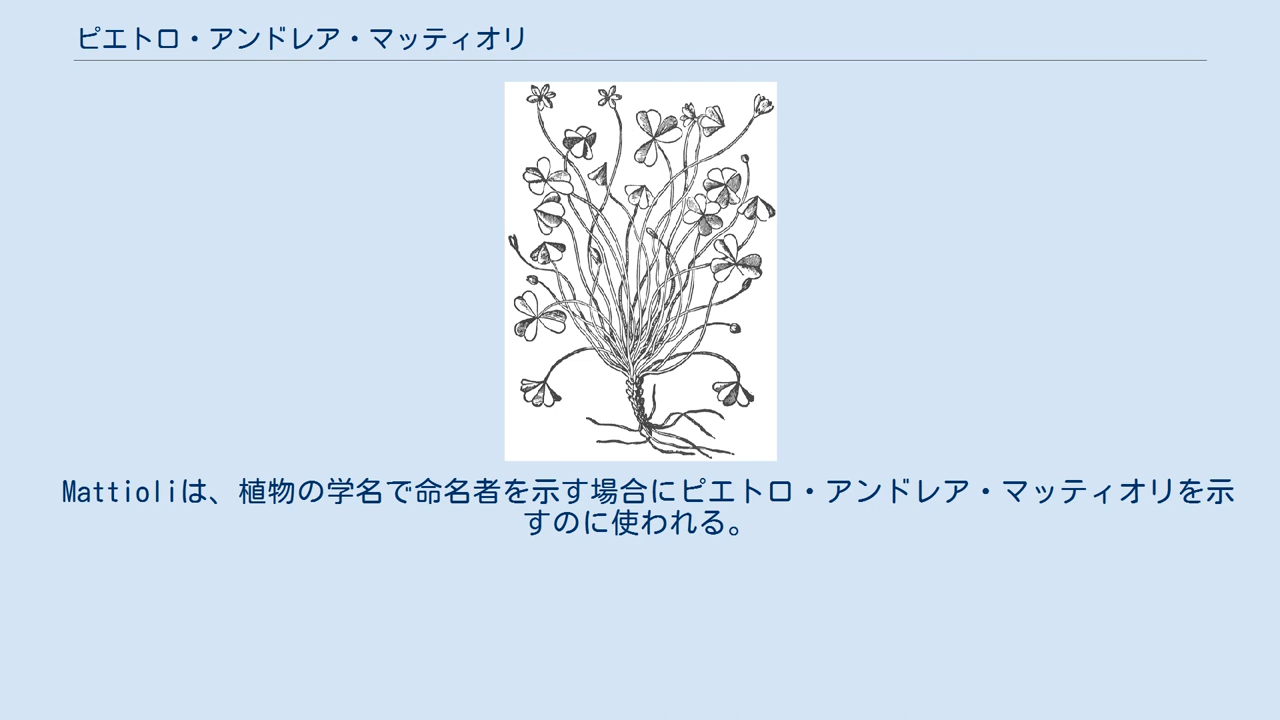 ピエトロ・アンドレア・マッティオリ
Mattioliは、植物の学名で命名者を示す場合にピエトロ・アンドレア・マッティオリを示
すのに使われる。